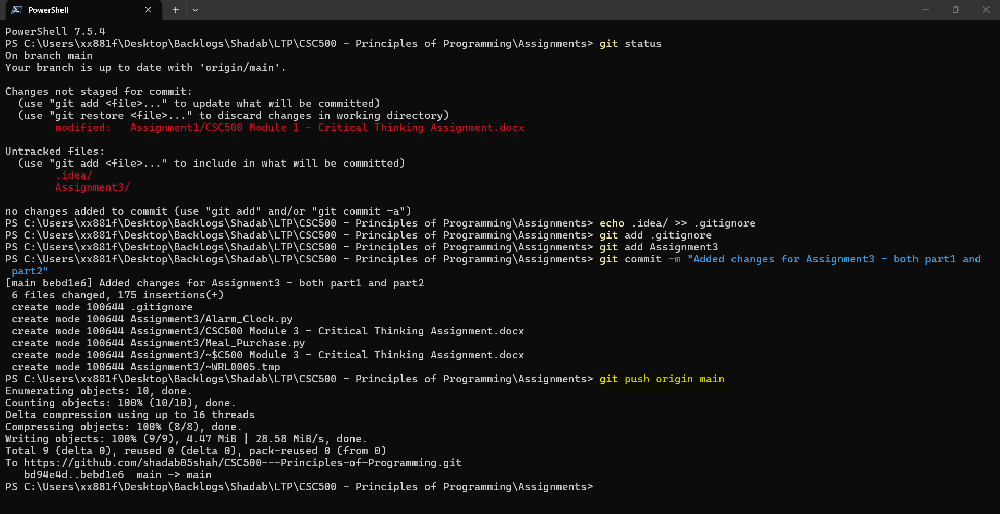 PowerShell
PowerShell 7.5.4
PS C:\Users\xx881f\Desktop\Backlogs\Shadab\LTP\CSC500 - Principles of Programming\Assignments> git status
On branch main
Your branch is up to date with 'origin/main'.
Changes not staged for commit:
  (use "git add <file>..." to update what will be committed)
  (use "git restore <file>..." to discard changes in working directory)
        modified:   Assignment1/CSC500 Module 1 - Critical Thinking Assignment.docx
Untracked files:
  (use "git add <file>..." to include in what will be committed)
        .idea/
        Assignment3/
no changes added to commit (use "git add" and/or "git commit -a")
PS C:\Users\xx881f\Desktop\Backlogs\Shadab\LTP\CSC500 - Principles of Programming\Assignments> echo .idea/ >> .gitignore
PS C:\Users\xx881f\Desktop\Backlogs\Shadab\LTP\CSC500 - Principles of Programming\Assignments> git add .gitignore
PS C:\Users\xx881f\Desktop\Backlogs\Shadab\LTP\CSC500 - Principles of Programming\Assignments> git add Assignment3
PS C:\Users\xx881f\Desktop\Backlogs\Shadab\LTP\CSC500 - Principles of Programming\Assignments> git commit -m "Added changes for Assignment3 - both part1 and
 part2"
[main bebd1e6] Added changes for Assignment3 - both part1 and part2
 6 files changed, 175 insertions(+)
 create mode 100644 .gitignore
 create mode 100644 Assignment3/Alarm_Clock.py
 create mode 100644 Assignment3/CSC500 Module 3 - Critical Thinking Assignment.docx
 create mode 100644 Assignment3/Meal_Purchase.py
 create mode 100644 Assignment3/~$C500 Module 3 - Critical Thinking Assignment.docx
 create mode 100644 Assignment3/~WRL0005.tmp
PS C:\Users\xx881f\Desktop\Backlogs\Shadab\LTP\CSC500 - Principles of Programming\Assignments> git push origin main
Enumerating objects: 10, done.
Counting objects: 100% (10/10), done.
Delta compression using up to 16 threads
Compressing objects: 100% (8/8), done.
Writing objects: 100% (9/9), 4.47 MiB | 28.58 MiB/s, done.
Total 9 (delta 0), reused 0 (delta 0), pack-reused 0 (from 0)
To https://github.com/shadab05shah/CSC500---Principles-of-Programming.git
   bd94e4d..bebd1e6  main -> main
PS C:\Users\xx881f\Desktop\Backlogs\Shadab\LTP\CSC500 - Principles of Programming\Assignments>